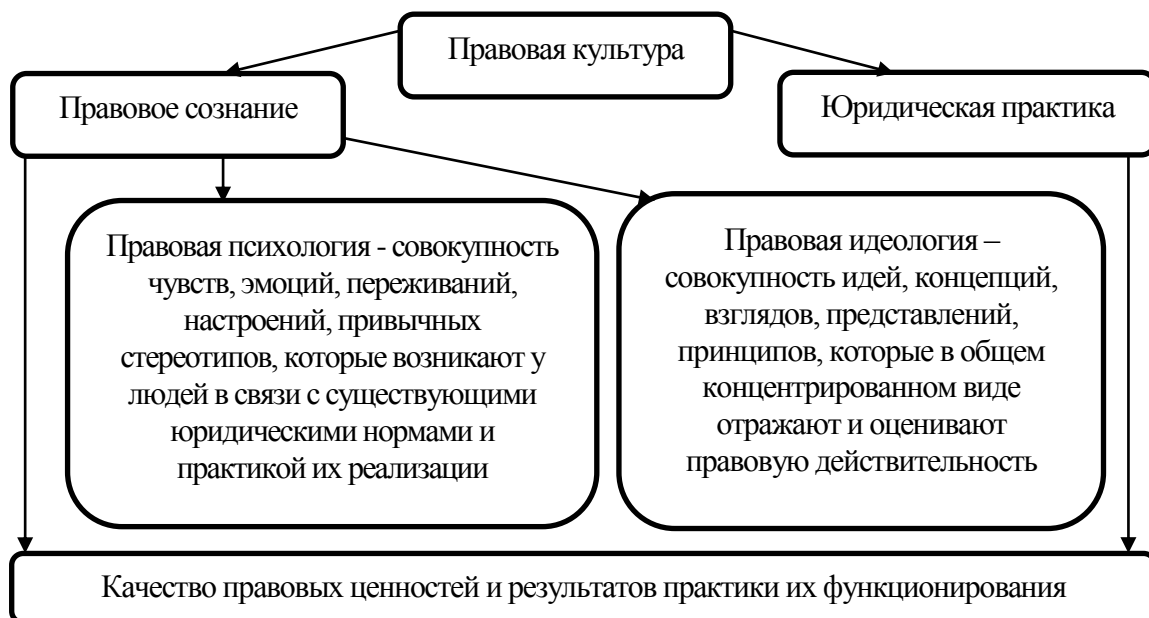 Правовая культура
Правовое сознание
Юридическая практика
Правовая психология - совокупность
чувств, эмоций, переживаний,
настроений, привычных
стереотипов, которые возникают у
людей в связи с существующими
юридическими нормами и
практикой их реализации
Правовая идеология –
совокупность идей, концепций,
взглядов, представлений,
принципов, которые в общем
концентрированном виде
отражают и оценивают
правовую действительность
Качество правовых ценностей и результатов практики их функционирования